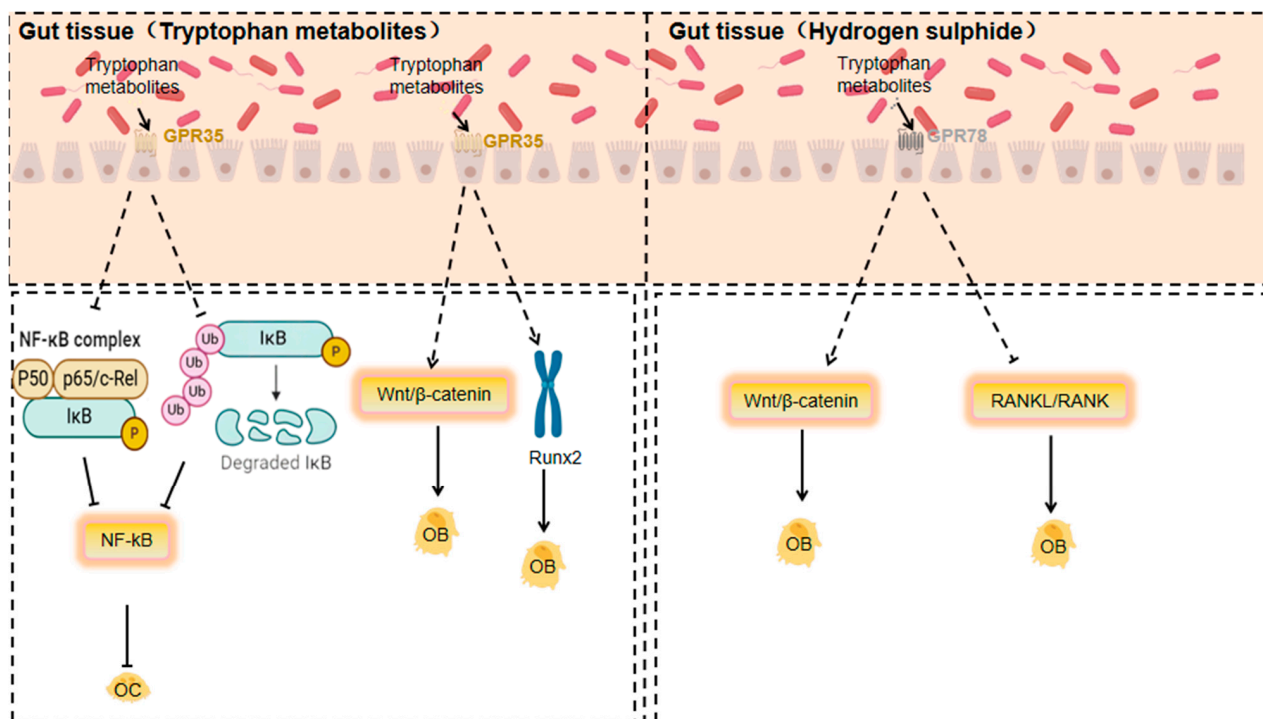 Gut tissue（Tryptophan metabolites）
Tryptophan
metabolites
GPR35
Tryptophan
metabolites
GPR35
Gut tissue（Hydrogen sulphide）
Tryptophan
metabolites
GPR78
NF-κB complex
P50
p65/c-Rel
IκB
P
Ub
Ub
Ub
Ub
IκB
P
Degraded IκB
NF-kB
OC
Wnt/β-catenin
OB
Runx2
OB
Wnt/β-catenin
OB
RANKL/RANK
OB